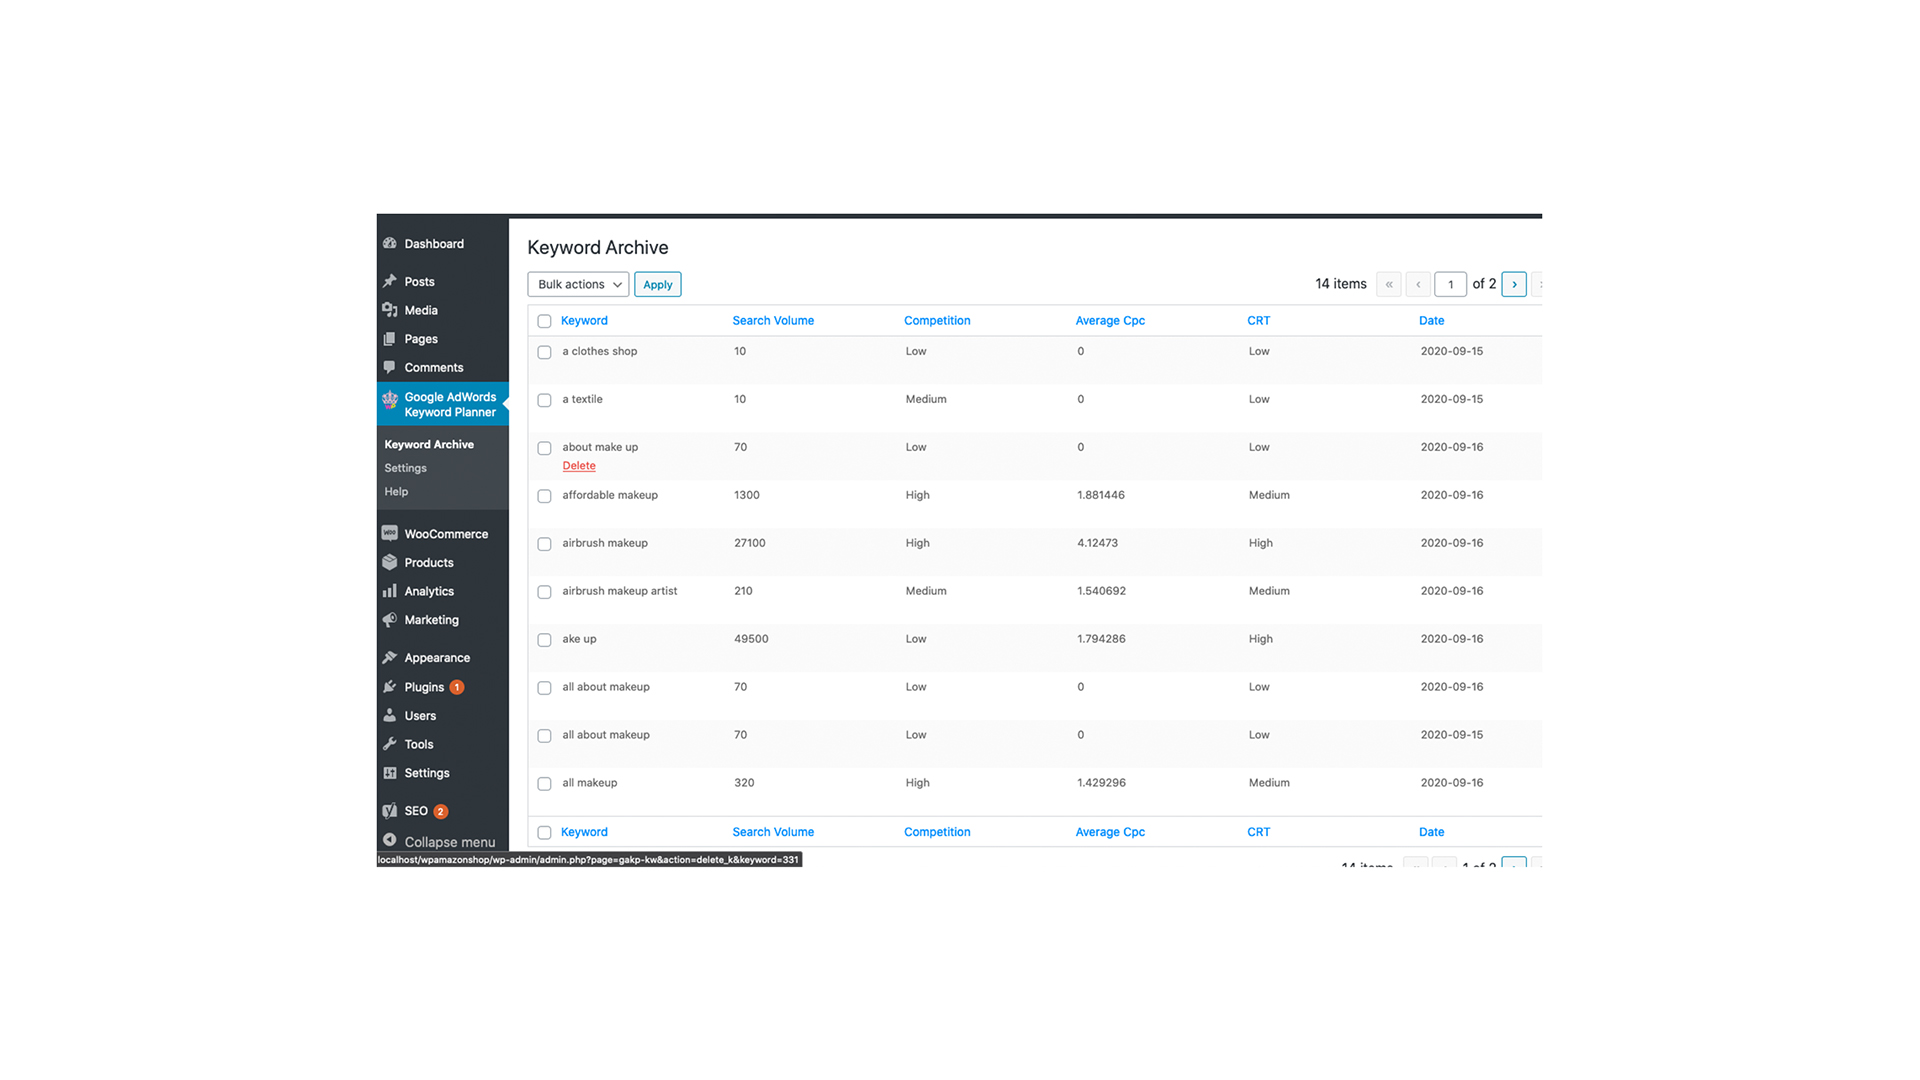 Dashboard
Posts
Media
Pages
Comments
Google AdWords
Keyword Planner
Keyword Archive
Settings
Help
WooCommerce
Products
Analytics
Marketing
Appearance
Plugins 1
Users
Tools
Settings
SEO 2
Collapse menu
Keyword Archive
Bulk actions Apply 14 items « ‹ 1 of 2 ›
Keyword Search Volume Competition Average Cpc CRT Date
a clothes shop 10 Low 0 Low 2020-09-15
a textile 10 Medium 0 Low 2020-09-15
about make up 70 Low 0 Low 2020-09-16
Delete
affordable makeup 1300 High 1.881446 Medium 2020-09-16
airbrush makeup 27100 High 4.12473 High 2020-09-16
airbrush makeup artist 210 Medium 1.540692 Medium 2020-09-16
ake up 49500 Low 1.794286 High 2020-09-16
all about makeup 70 Low 0 Low 2020-09-16
all about makeup 70 Low 0 Low 2020-09-15
all makeup 320 High 1.429296 Medium 2020-09-16
Keyword Search Volume Competition Average Cpc CRT Date
14 items 1 of 2
localhost/wpamazonshop/wp-admin/admin.php?page=gakp-kw&action=delete_k&keyword=331